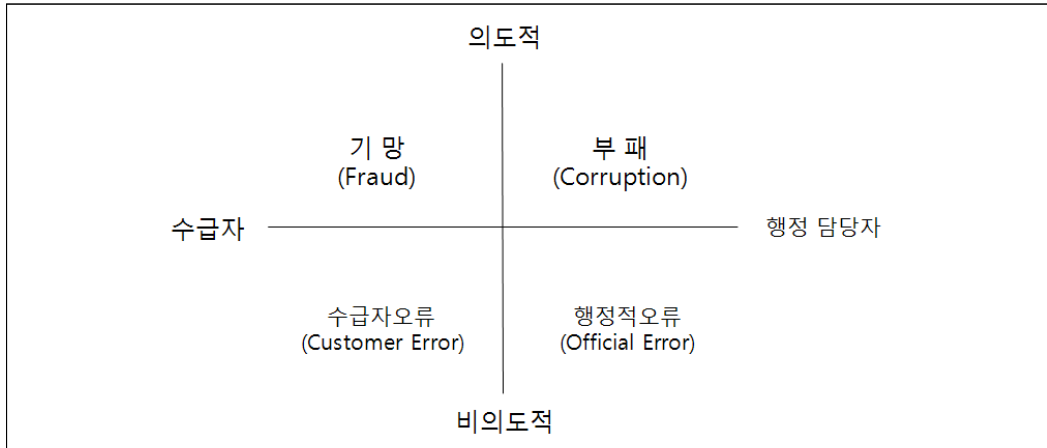 의도적
기 망
(Fraud)
부 패
(Corruption)
수급자
행정 담당자
수급자오류
(Customer Error)
행정적오류
(Official Error)
비의도적